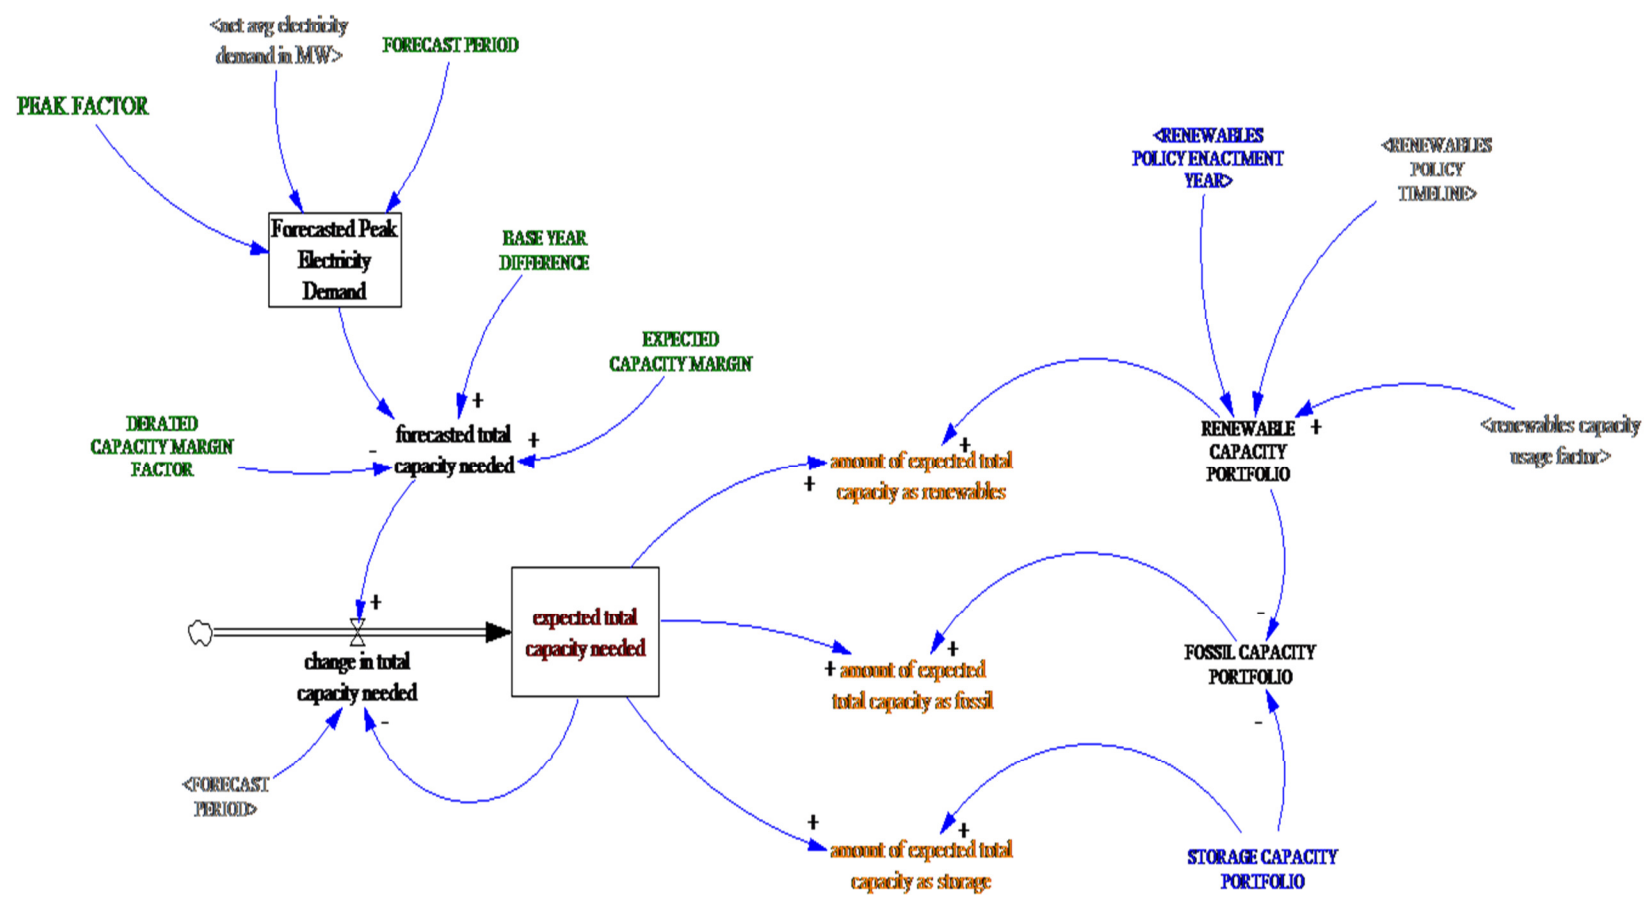 <net avg electricity
demand in MW>
FORECAST PERIOD
PEAK FACTOR
Forecasted Peak
Electricity
Demand
BASE YEAR
DIFFERENCE
EXPECTED
CAPACITY MARGIN
+
DERATED
CAPACITY MARGIN
FACTOR
-
forecasted total
capacity needed
+
+
change in total
capacity needed
-
<FORECAST
PERIOD>
expected total
capacity needed
<RENEWABLES
POLICY ENACTMENT
YEAR>
<RENEWABLES
POLICY
TIMELINE>
RENEWABLE
CAPACITY
PORTFOLIO
+
<renewables capacity
usage factor>
+
amount of expected total
capacity as renewables
+
+
+ amount of expected
total capacity as fossil
-
FOSSIL CAPACITY
PORTFOLIO
-
+
+
amount of expected total
capacity as storage
STORAGE CAPACITY
PORTFOLIO